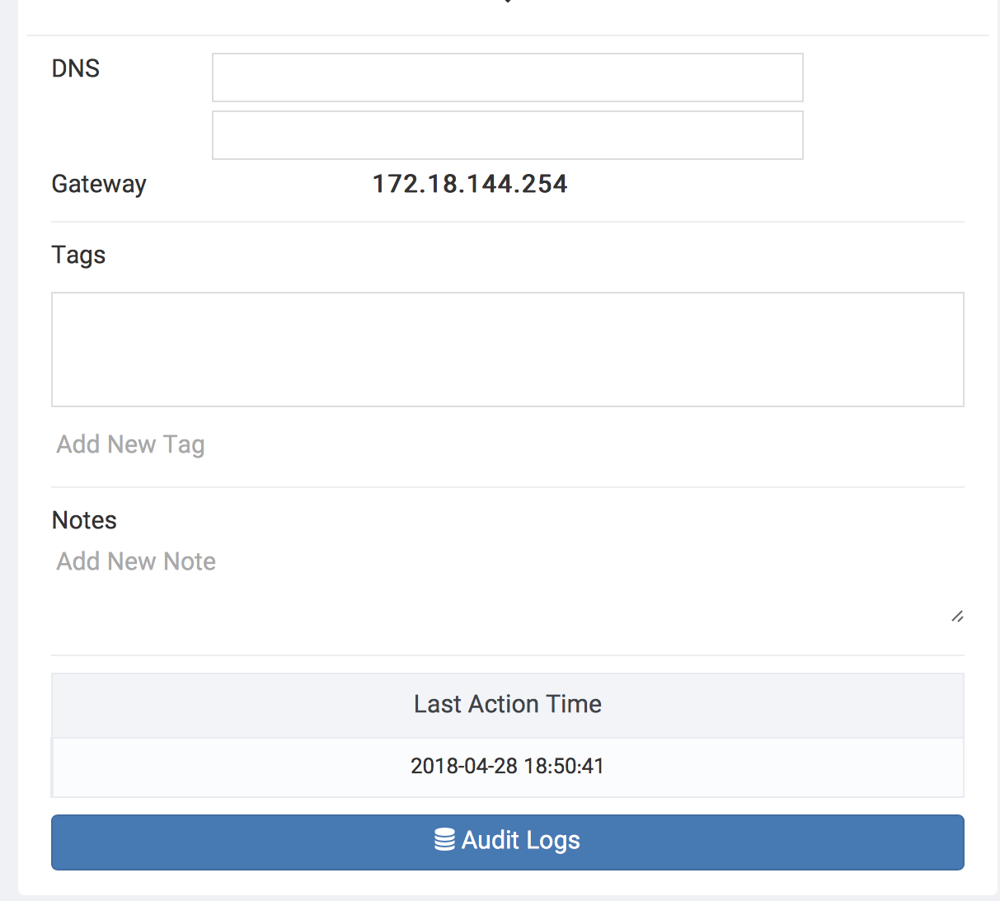 DNS
Gateway 172.18.144.254
Tags
Add New Tag
Notes
Add New Note
Last Action Time
2018-04-28 18:50:41
Audit Logs